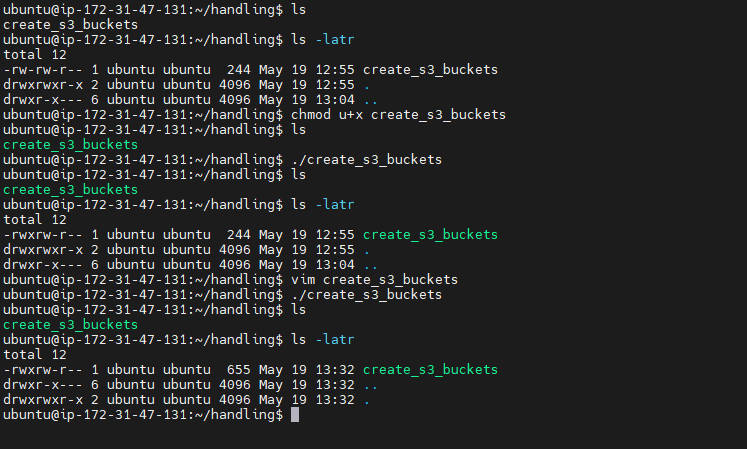 ubuntu@ip-172-31-47-131:~/handling$ ls
create_s3_buckets
ubuntu@ip-172-31-47-131:~/handling$ ls -latr
total 12
-rw-rw-r-- 1 ubuntu ubuntu  244 May 19 12:55 create_s3_buckets
drwxrwxr-x 2 ubuntu ubuntu 4096 May 19 12:55 .
drwxr-x--- 6 ubuntu ubuntu 4096 May 19 13:04 ..
ubuntu@ip-172-31-47-131:~/handling$ chmod u+x create_s3_buckets
ubuntu@ip-172-31-47-131:~/handling$ ls
create_s3_buckets
ubuntu@ip-172-31-47-131:~/handling$ ./create_s3_buckets
ubuntu@ip-172-31-47-131:~/handling$ ls
create_s3_buckets
ubuntu@ip-172-31-47-131:~/handling$ ls -latr
total 12
-rwxrw-r-- 1 ubuntu ubuntu  244 May 19 12:55 create_s3_buckets
drwxrwxr-x 2 ubuntu ubuntu 4096 May 19 12:55 .
drwxr-x--- 6 ubuntu ubuntu 4096 May 19 13:04 ..
ubuntu@ip-172-31-47-131:~/handling$ vim create_s3_buckets
ubuntu@ip-172-31-47-131:~/handling$ ./create_s3_buckets
ubuntu@ip-172-31-47-131:~/handling$ ls
create_s3_buckets
ubuntu@ip-172-31-47-131:~/handling$ ls -latr
total 12
-rwxrw-r-- 1 ubuntu ubuntu  655 May 19 13:32 create_s3_buckets
drwxr-x--- 6 ubuntu ubuntu 4096 May 19 13:32 ..
drwxrwxr-x 2 ubuntu ubuntu 4096 May 19 13:32 .
ubuntu@ip-172-31-47-131:~/handling$